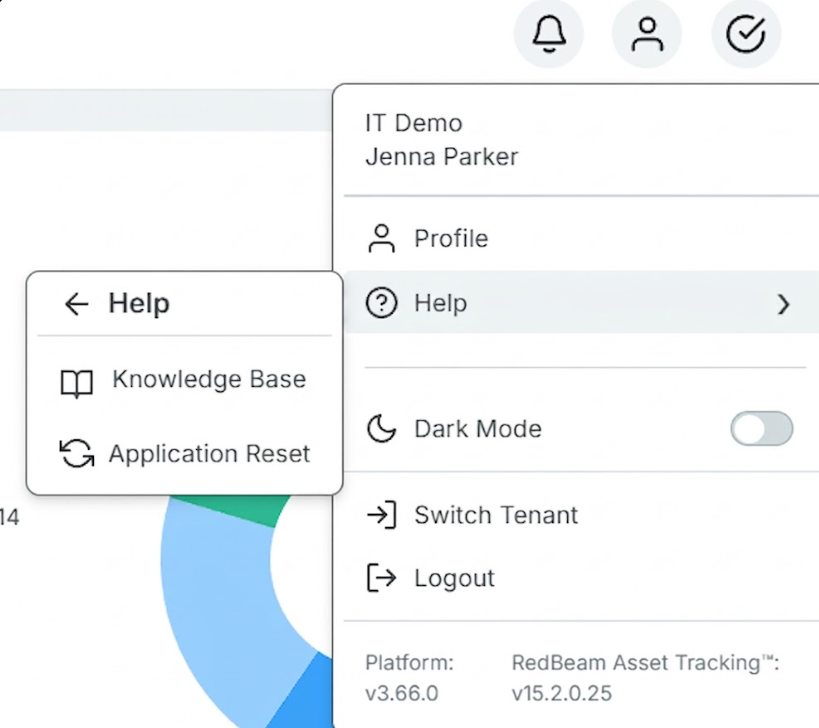 IT Demo
Jenna Parker
Profile
Help
Help
Knowledge Base
Application Reset
Dark Mode
Switch Tenant
Logout
14
Platform:
v3.66.0
RedBeam Asset Tracking™:
v15.2.0.25